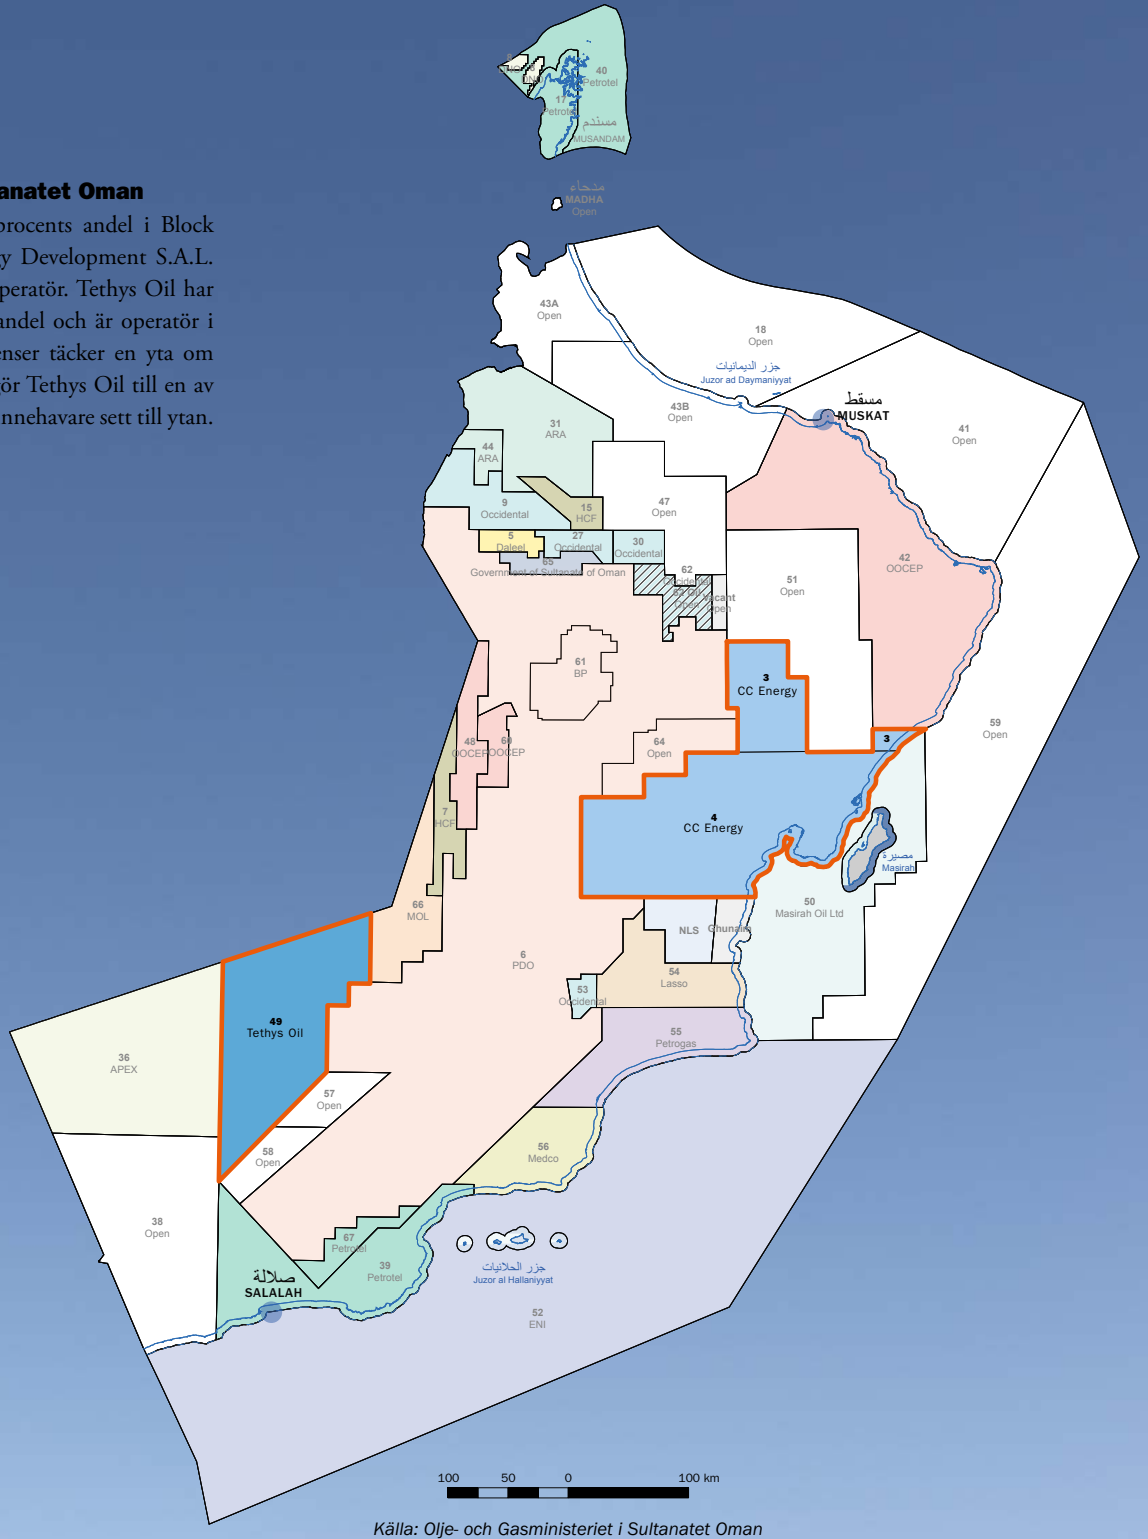 anatet Oman
procents andel i Block
y Development S.A.L.
peratör. Tethys Oil har
andel och är operatör i
enser täcker en yta om
gör Tethys Oil till en av
innehavare sett till ytan.
40
Petrotel
17
Petrotel
مسندم
MUSANDAM
مدحاء
MADHA
Open
43A
Open
18
Open
جزر الديمانيات
Juzor ad Daymaniyyat
43B
Open
مسقط
MUSKAT
41
Open
31
ARA
44
ARA
9
Occidental
15
HCF
47
Open
5
Daleel
27
Occidental
30
Occidental
65
Government of Sultanate of Oman
62
Occidental
Open
Vacant
Open
51
Open
42
OOCEP
61
BP
3
CC Energy
64
Open
3
59
Open
48
OOCEP
60
OOCEP
7
HCF
4
CC Energy
مصيرة
Masirah
66
MOL
50
Masirah Oil Ltd
NLS
Ghunaim
6
PDO
54
Lasso
53
Occidental
49
Tethys Oil
55
Petrogas
36
APEX
57
Open
58
Open
56
Medco
38
Open
67
Petrotel
39
Petrotel
صلالة
SALALAH
جزر الحلانيات
Juzor al Hallaniyyat
52
ENI
100 50 0 100 km
Källa: Olje- och Gasministeriet i Sultanatet Oman